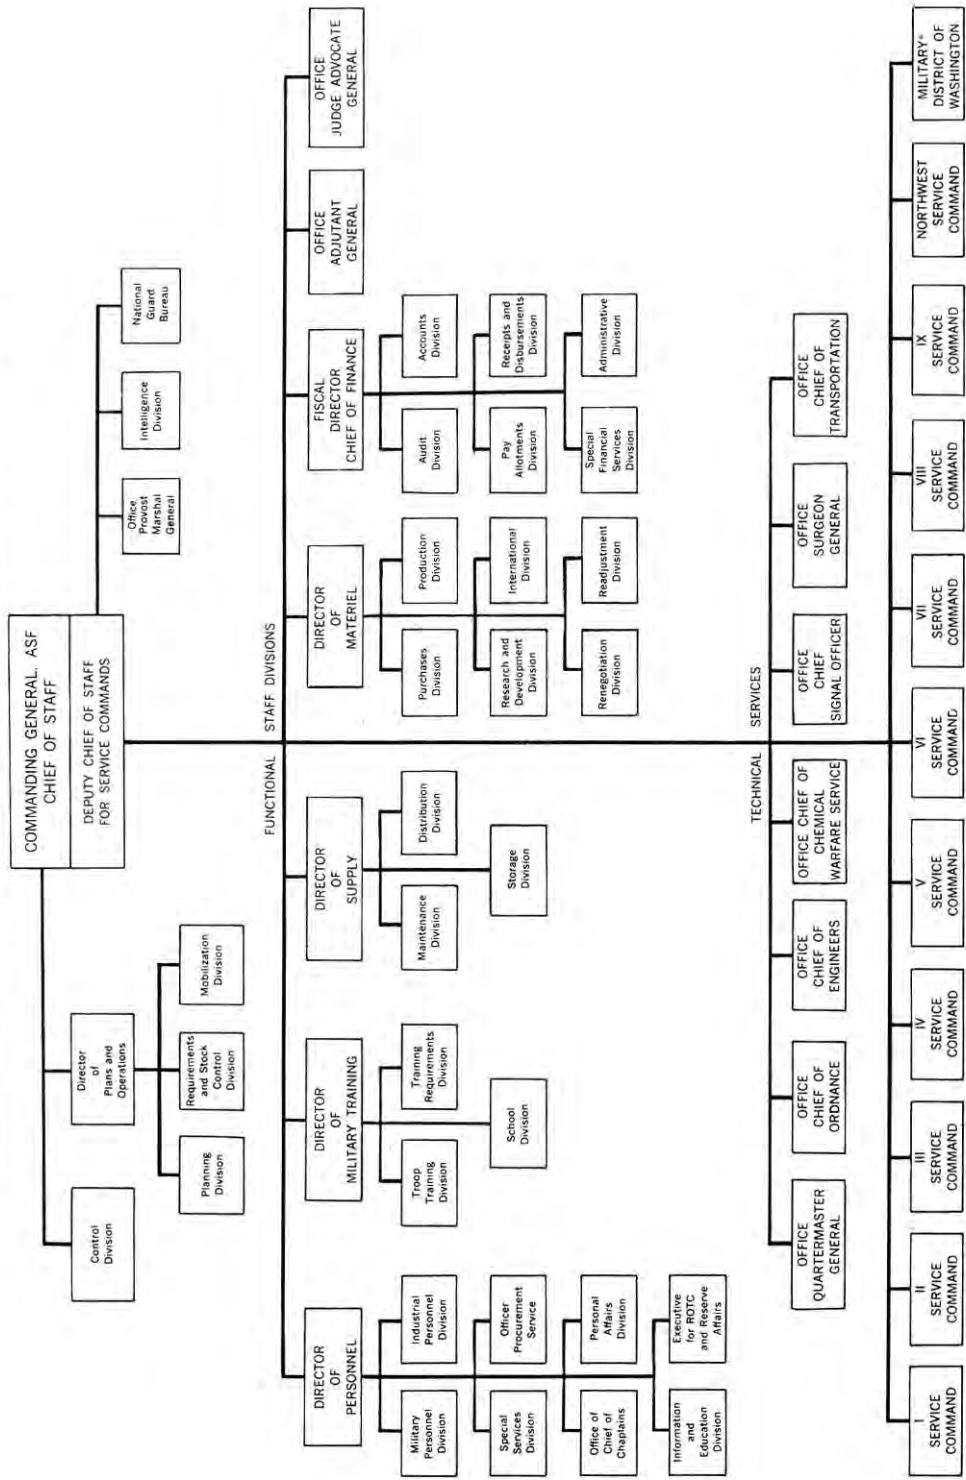 COMMANDING GENERAL. ASF
CHIEF OF STAFF
DEPUTY CHIEF OF STAFF
FOR SERVICE COMMANDS
Control
Division
Director
of
Plans and
Operations
Planning
Division
Requirements
and Stock
Control
Division
Mobilization
Division
Office
Provost
Marshal
General
Intelligence
Division
National
Guard
Bureau
FUNCTIONAL
STAFF DIVISIONS
DIRECTOR
OF
PERSONNEL
Military
Personnel
Division
Industrial
Personnel
Division
Special
Services
Division
Officer
Procurement
Service
Office of
Chief of
Chaplains
Personal
Affairs
Division
Information
and
Education
Division
Executive
for ROTC
and Reserve
Affairs
DIRECTOR
OF
MILITARY TRAINING
Troop
Training
Division
Training
Requirements
Division
School
Division
DIRECTOR
OF
SUPPLY
Maintenance
Division
Distribution
Division
Storage
Division
DIRECTOR
OF
MATERIEL
Purchases
Division
Production
Division
Research and
Development
Division
International
Division
Renegotiation
Division
Readjustment
Division
FISCAL
DIRECTOR
CHIEF OF FINANCE
Audit
Division
Accounts
Division
Pay
Allotments
Division
Receipts and
Disbursements
Division
Special
Financial
Services
Division
Administrative
Division
OFFICE
ADJUTANT
GENERAL
OFFICE
JUDGE ADVOCATE
GENERAL
TECHNICAL
SERVICES
OFFICE
QUARTERMASTER
GENERAL
OFFICE
CHIEF OF
ORDNANCE
OFFICE
CHIEF OF
ENGINEERS
OFFICE CHIEF OF
CHEMICAL
WARFARE SERVICE
OFFICE
CHIEF
SIGNAL OFFICER
OFFICE
SURGEON
GENERAL
OFFICE
CHIEF OF
TRANSPORTATION
I
SERVICE
COMMAND
II
SERVICE
COMMAND
III
SERVICE
COMMAND
IV
SERVICE
COMMAND
V
SERVICE
COMMAND
VI
SERVICE
COMMAND
VII
SERVICE
COMMAND
VIII
SERVICE
COMMAND
IX
SERVICE
COMMAND
NORTHWEST
SERVICE
COMMAND
MILITARY
DISTRICT OF
WASHINGTON